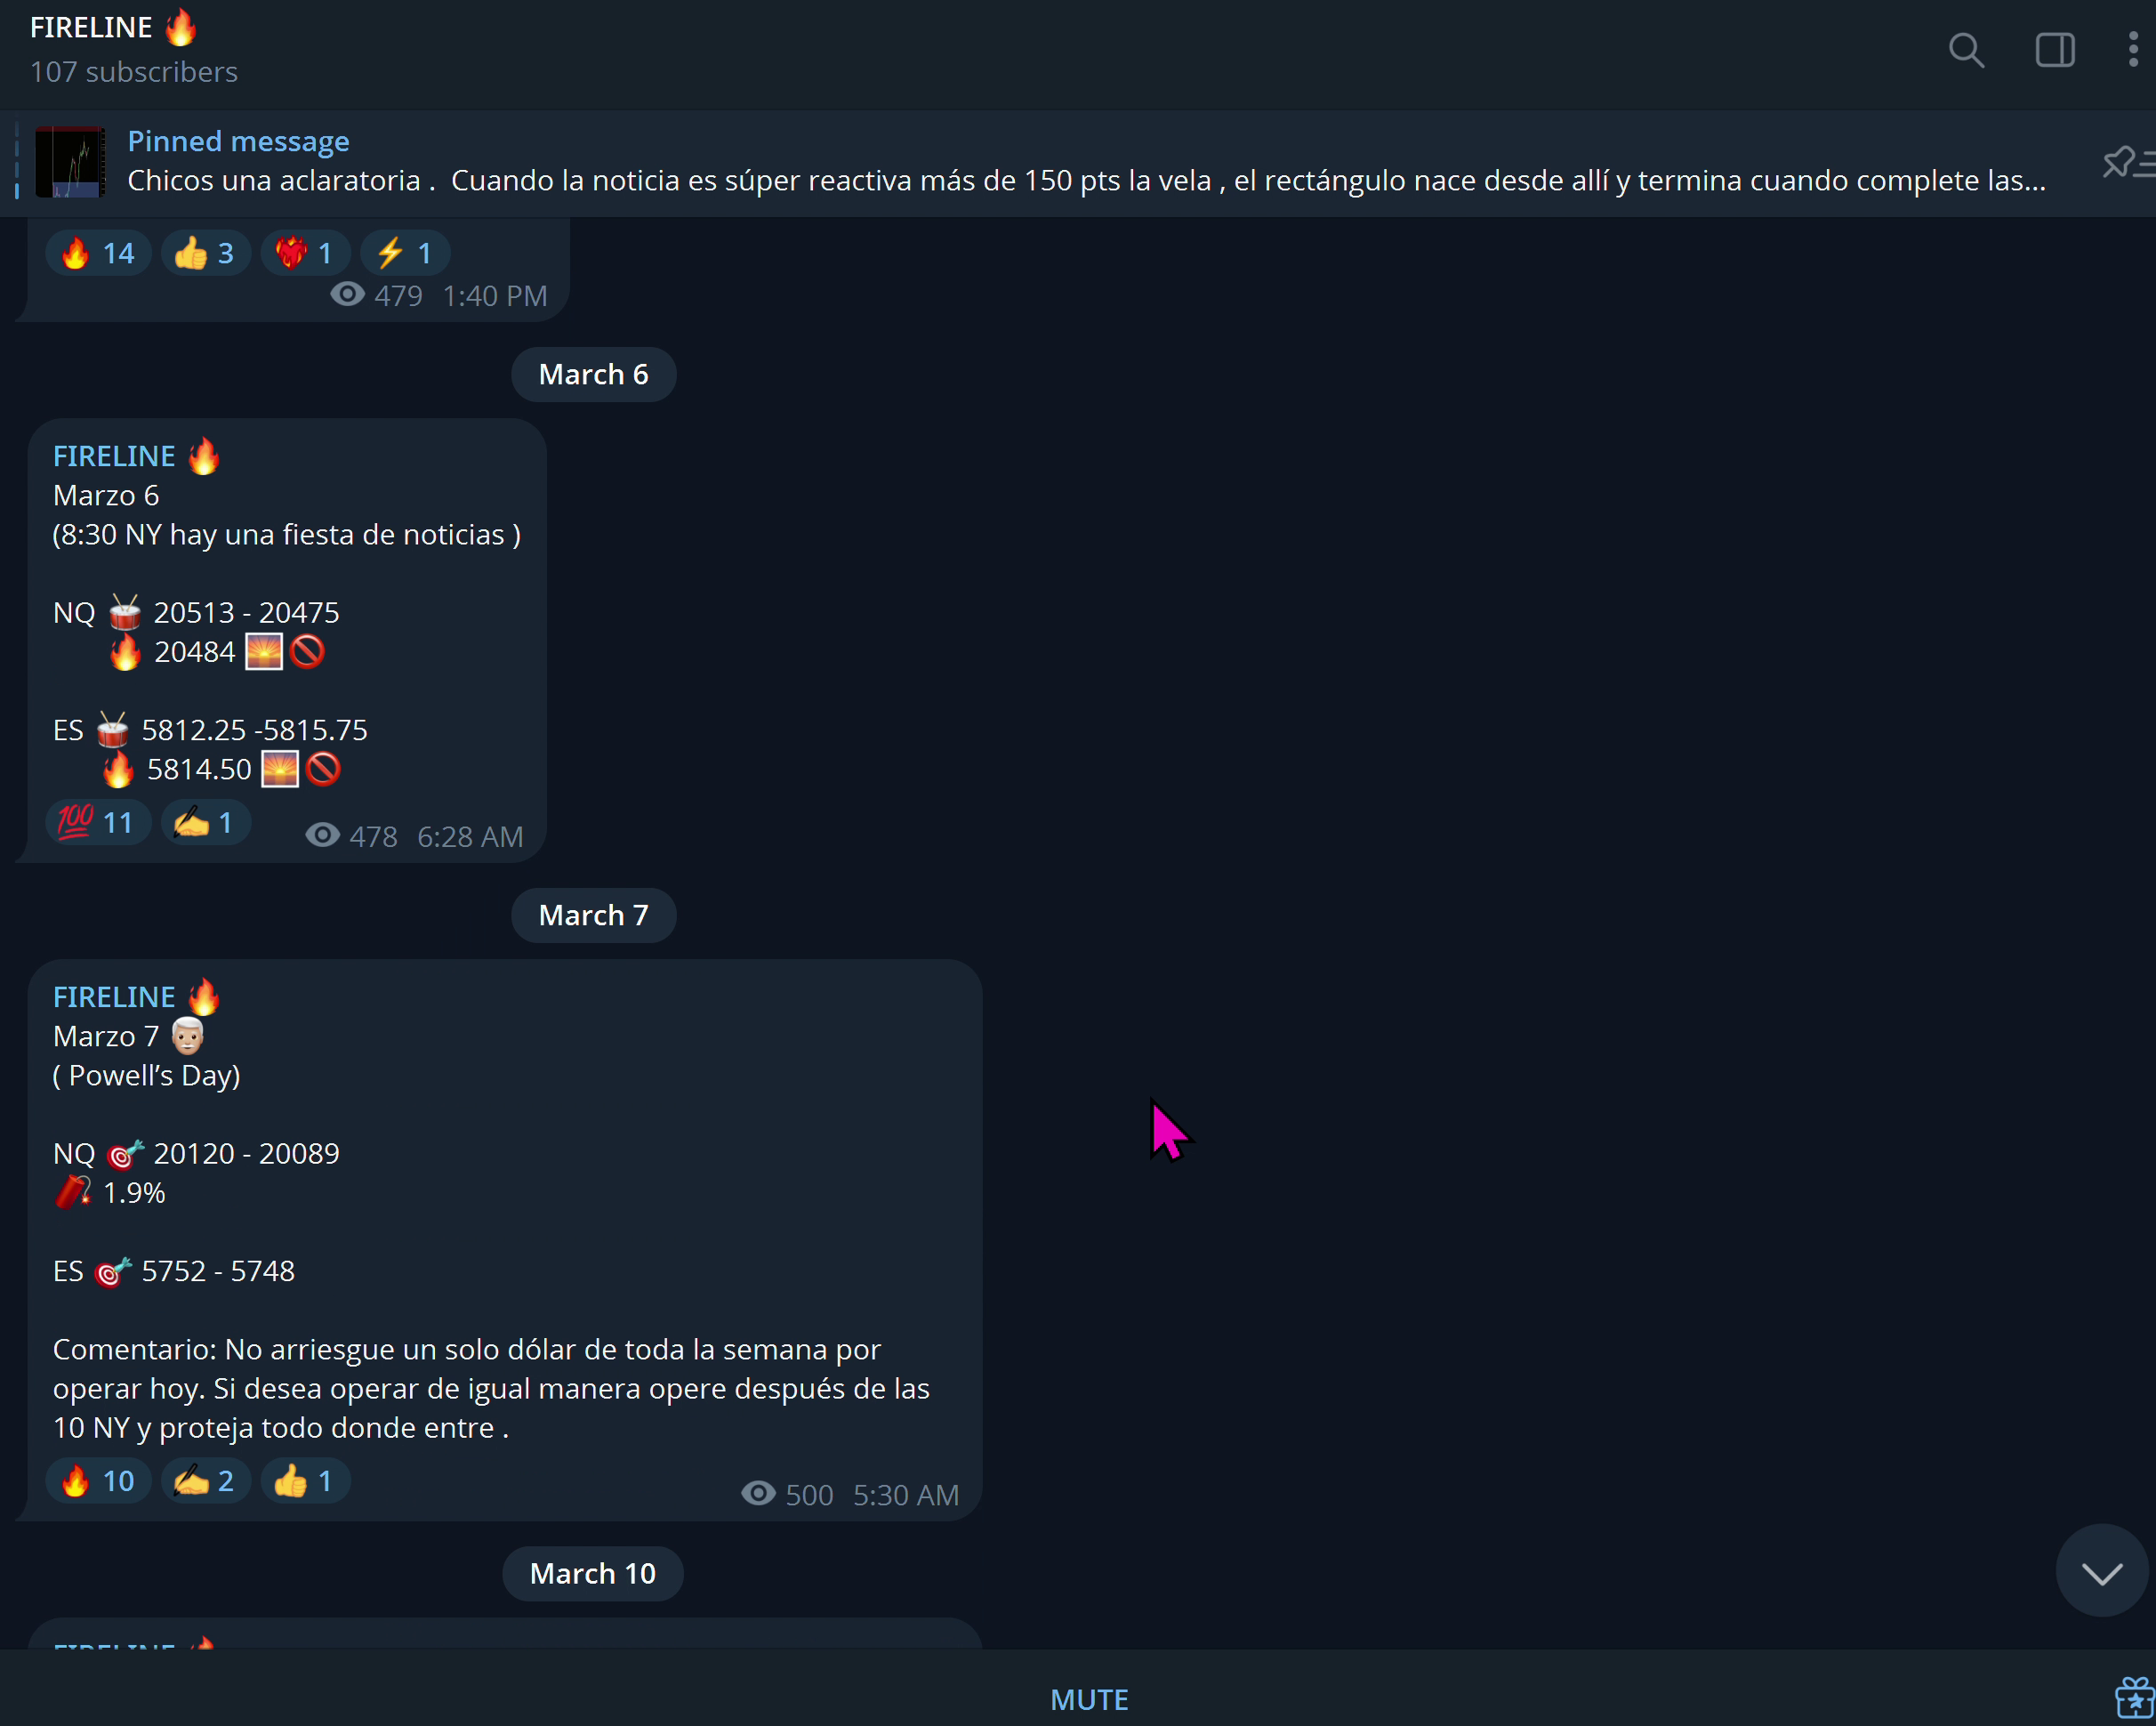 FIRELINE 🔥
107 subscribers
Pinned message
Chicos una aclaratoria . Cuando la noticia es súper reactiva más de 150 pts la vela , el rectángulo nace desde allí y termina cuando complete las...
🔥 14 👍 3 ❤️‍🔥 1 ⚡ 1
479 1:40 PM
March 6
FIRELINE 🔥
Marzo 6
(8:30 NY hay una fiesta de noticias )
NQ 🥁 20513 - 20475
🔥 20484 🌅🚫
ES 🥁 5812.25 -5815.75
🔥 5814.50 🌅🚫
💯 11 ✍️ 1 478 6:28 AM
March 7
FIRELINE 🔥
Marzo 7 👨🏼‍🦳
( Powell’s Day)
NQ 🎯 20120 - 20089
🧨 1.9%
ES 🎯 5752 - 5748
Comentario: No arriesgue un solo dólar de toda la semana por
operar hoy. Si desea operar de igual manera opere después de las
10 NY y proteja todo donde entre .
🔥 10 ✍️ 2 👍 1 500 5:30 AM
March 10
FIRELINE 🔥
MUTE